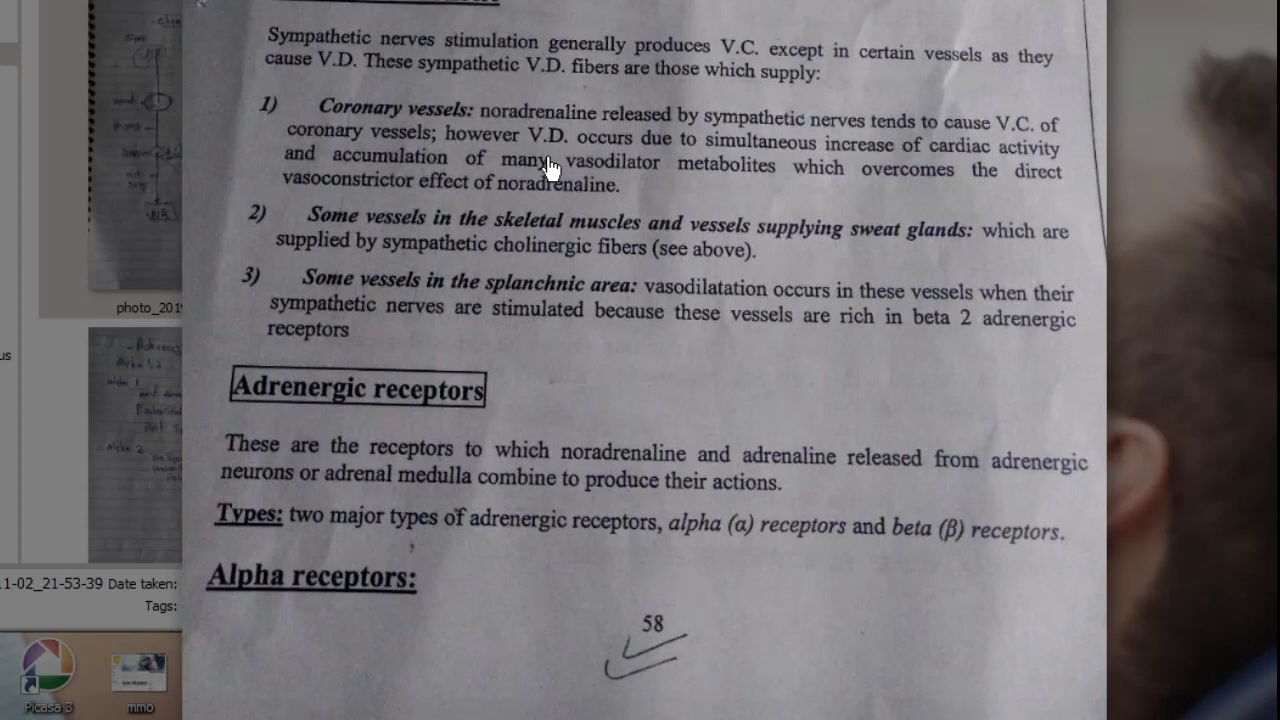 Sympathetic nerves stimulation generally produces V.C. except in certain vessels as they
cause V.D. These sympathetic V.D. fibers are those which supply:
1) Coronary vessels: noradrenaline released by sympathetic nerves tends to cause V.C. of
coronary vessels; however V.D. occurs due to simultaneous increase of cardiac activity
and accumulation of many vasodilator metabolites which overcomes the direct
vasoconstrictor effect of noradrenaline.
2) Some vessels in the skeletal muscles and vessels supplying sweat glands: which are
supplied by sympathetic cholinergic fibers (see above).
3) Some vessels in the splanchnic area: vasodilatation occurs in these vessels when their
sympathetic nerves are stimulated because these vessels are rich in beta 2 adrenergic
receptors
Adrenergic receptors
These are the receptors to which noradrenaline and adrenaline released from adrenergic
neurons or adrenal medulla combine to produce their actions.
Types: two major types of adrenergic receptors, alpha (α) receptors and beta (β) receptors.
Alpha receptors:
58
photo_201
us
1-02_21-53-39 Date taken:
Tags:
Picasa 3
mmo